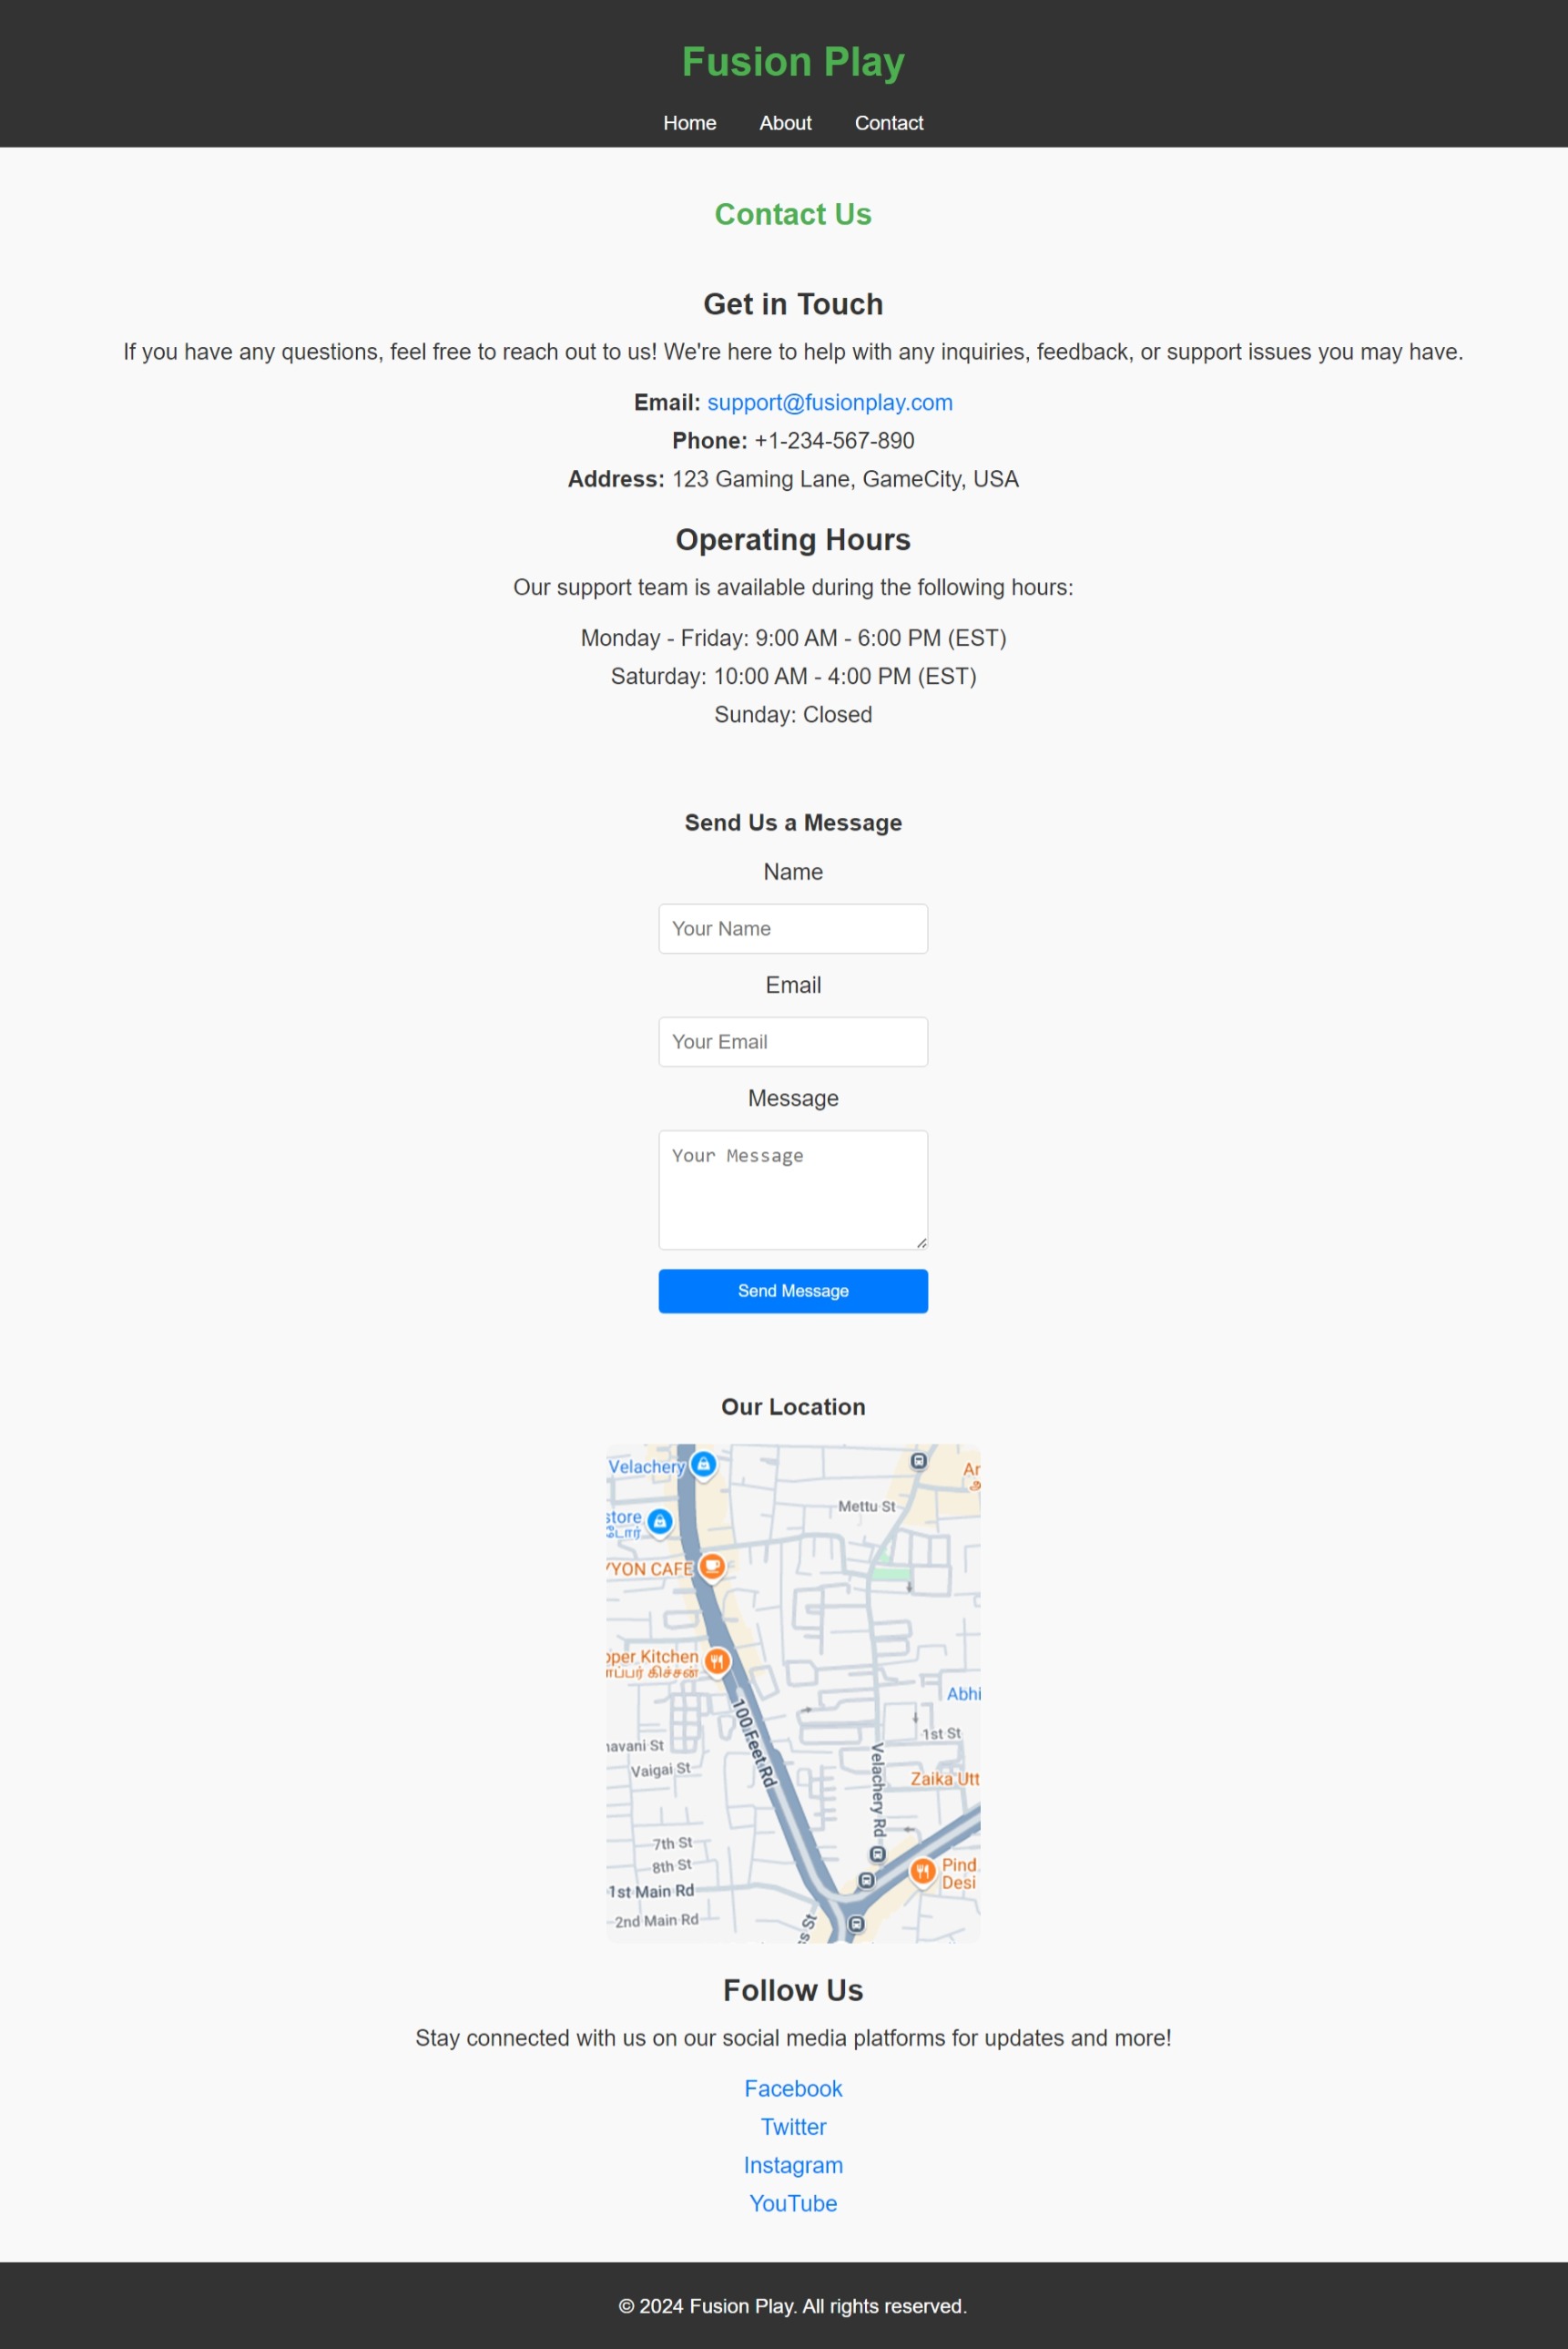 Fusion Play
Home About Contact
Contact Us
Get in Touch
If you have any questions, feel free to reach out to us! We're here to help with any inquiries, feedback, or support issues you may have.
Email: support@fusionplay.com
Phone: +1-234-567-890
Address: 123 Gaming Lane, GameCity, USA
Operating Hours
Our support team is available during the following hours:
Monday - Friday: 9:00 AM - 6:00 PM (EST)
Saturday: 10:00 AM - 4:00 PM (EST)
Sunday: Closed
Send Us a Message
Name
Your Name
Email
Your Email
Message
Your Message
Send Message
Our Location
Velachery
Ar
Mettu St
store
டோர்
YYON CAFE
pper Kitchen
ாப்பர் கிச்சன்
Abhi
100 Feet Rd
1st St
havani St
Vaigai St
Velachery Rd
Zaika Utt
7th St
8th St
Pind
Desi
1st Main Rd
2nd Main Rd
ss St
Follow Us
Stay connected with us on our social media platforms for updates and more!
Facebook
Twitter
Instagram
YouTube
© 2024 Fusion Play. All rights reserved.